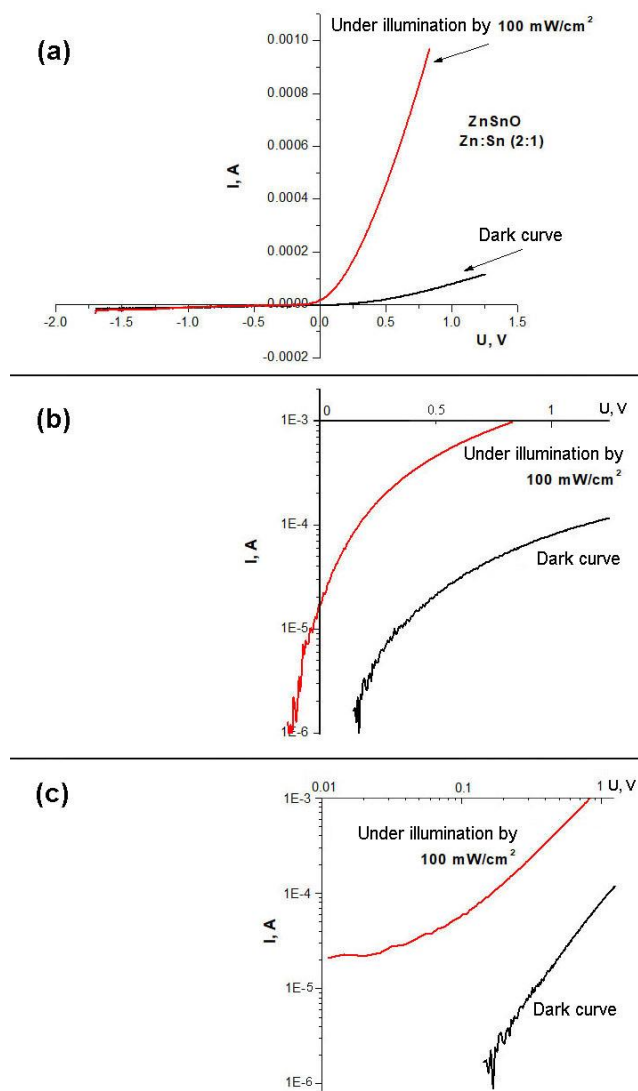 (a)
Under illumination by 100 mW/cm²
0.0010
0.0008
0.0006
0.0004
0.0002
0.0000
-0.0002
I, A
ZnSnO
Zn:Sn (2:1)
Dark curve
-2.0 -1.5 -1.0 -0.5 0.0 0.5 1.0 1.5
U, V
(b)
0 0.5 1 U, V
1E-3
1E-4
1E-5
1E-6
I, A
Under illumination by
100 mW/cm²
Dark curve
(c)
0.01 0.1 1 U, V
1E-3
1E-4
1E-5
1E-6
I, A
Under illumination by
100 mW/cm²
Dark curve